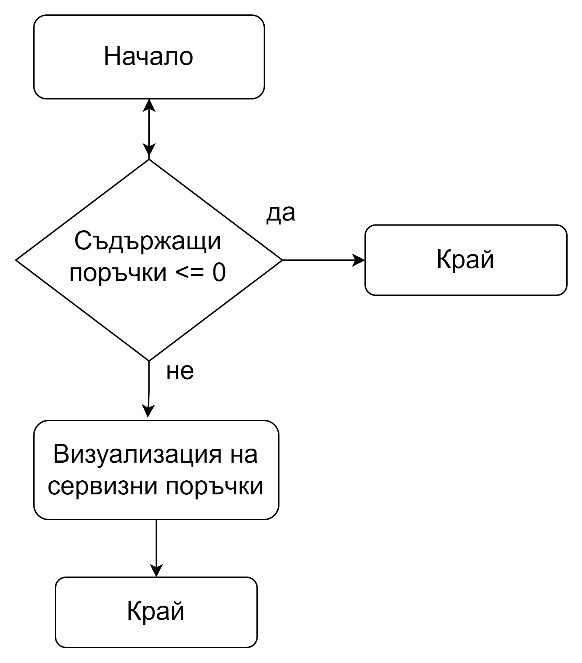 Начало
да
Съдържащи
поръчки <= 0
Край
не
Визуализация на
сервизни поръчки
Край